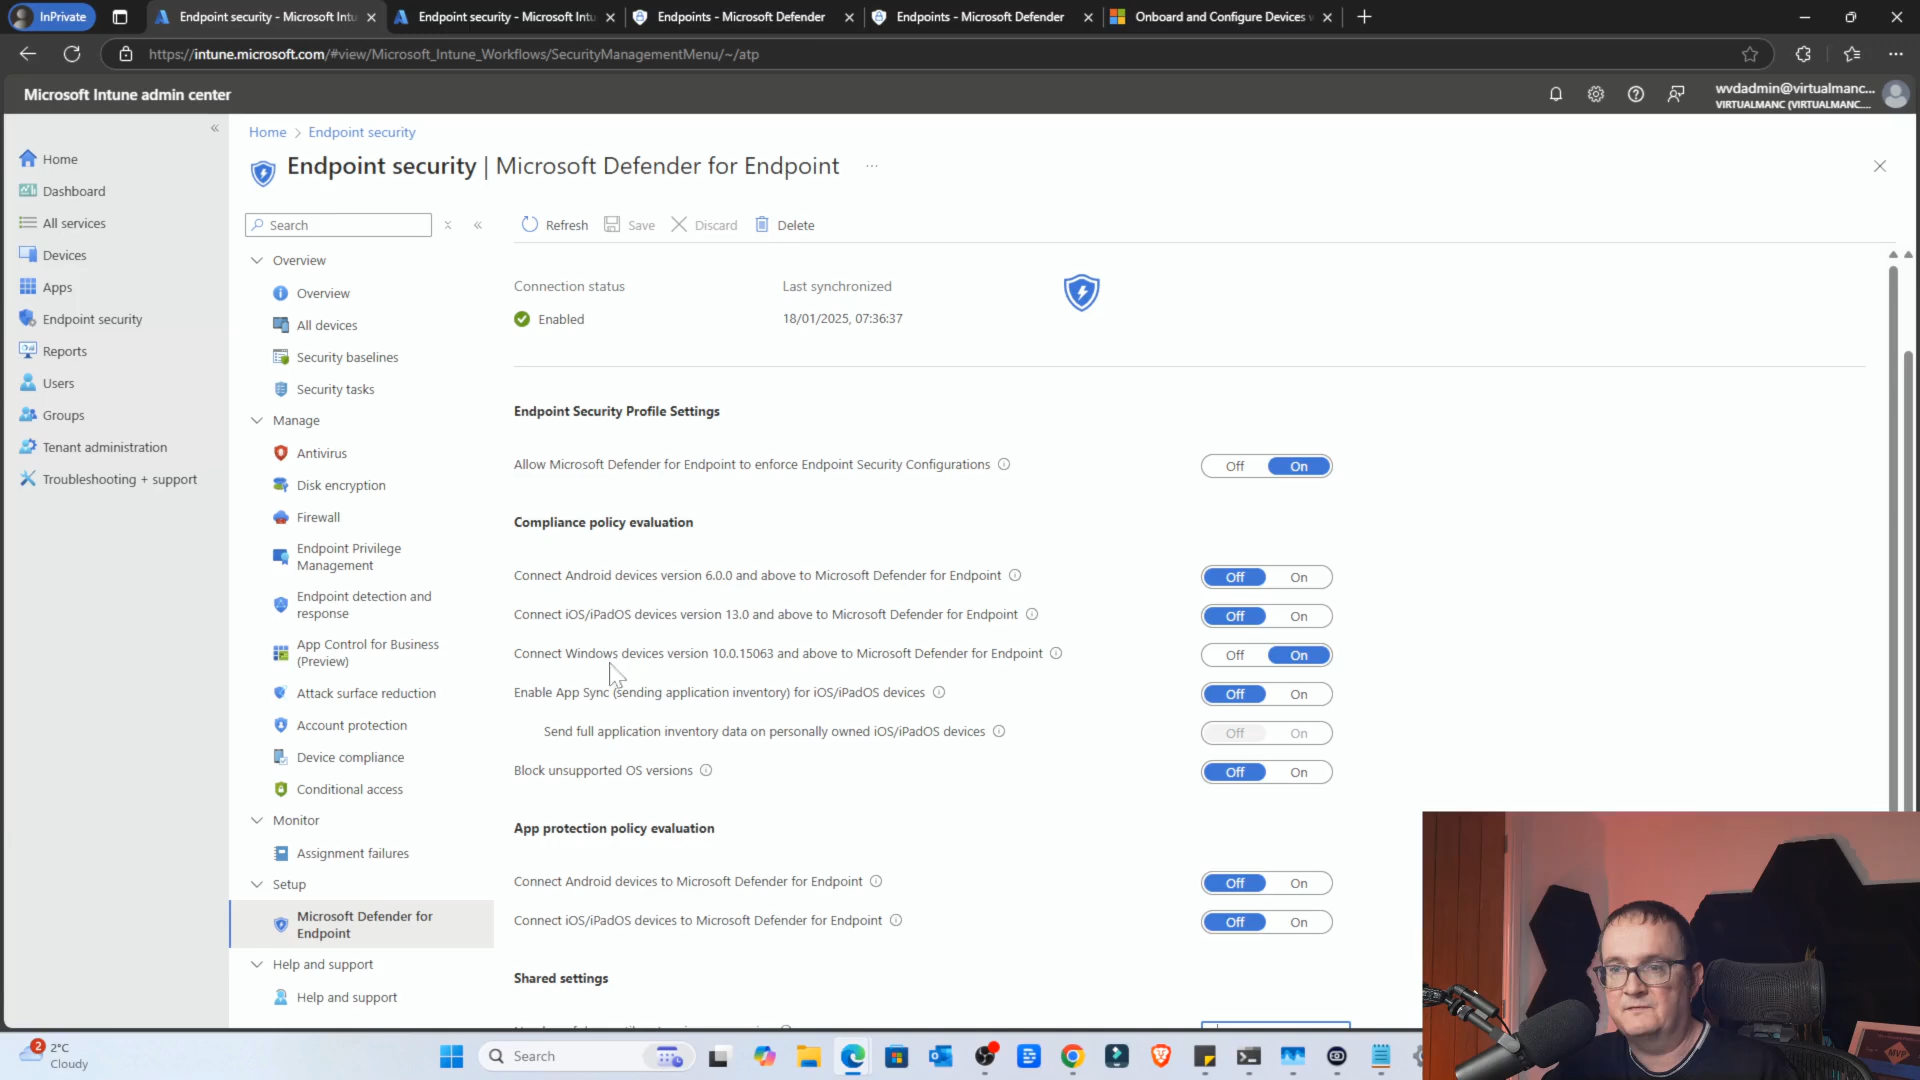 InPrivate
Endpoint security - Microsoft Intu
Endpoint security - Microsoft Intu
Endpoints - Microsoft Defender
Endpoints - Microsoft Defender
Onboard and Configure Devices
https://intune.microsoft.com/#view/Microsoft_Intune_Workflows/SecurityManagementMenu/~/atp
Microsoft Intune admin center
wvdadmin@virtualmanc...
VIRTUALMANC (VIRTUALMANC....
Home
Dashboard
All services
Devices
Apps
Endpoint security
Reports
Users
Groups
Tenant administration
Troubleshooting + support
Home > Endpoint security
Endpoint security | Microsoft Defender for Endpoint
...
Search
Overview
Overview
All devices
Security baselines
Security tasks
Manage
Antivirus
Disk encryption
Firewall
Endpoint Privilege
Management
Endpoint detection and
response
App Control for Business
(Preview)
Attack surface reduction
Account protection
Device compliance
Conditional access
Monitor
Assignment failures
Setup
Microsoft Defender for
Endpoint
Help and support
Help and support
Refresh Save Discard Delete
Connection status
Enabled
Last synchronized
18/01/2025, 07:36:37
Endpoint Security Profile Settings
Allow Microsoft Defender for Endpoint to enforce Endpoint Security Configurations Off On
Compliance policy evaluation
Connect Android devices version 6.0.0 and above to Microsoft Defender for Endpoint Off On
Connect iOS/iPadOS devices version 13.0 and above to Microsoft Defender for Endpoint Off On
Connect Windows devices version 10.0.15063 and above to Microsoft Defender for Endpoint Off On
Enable App Sync (sending application inventory) for iOS/iPadOS devices Off On
Send full application inventory data on personally owned iOS/iPadOS devices Off On
Block unsupported OS versions Off On
App protection policy evaluation
Connect Android devices to Microsoft Defender for Endpoint Off On
Connect iOS/iPadOS devices to Microsoft Defender for Endpoint Off On
Shared settings
2
2°C
Cloudy
Search
MVP